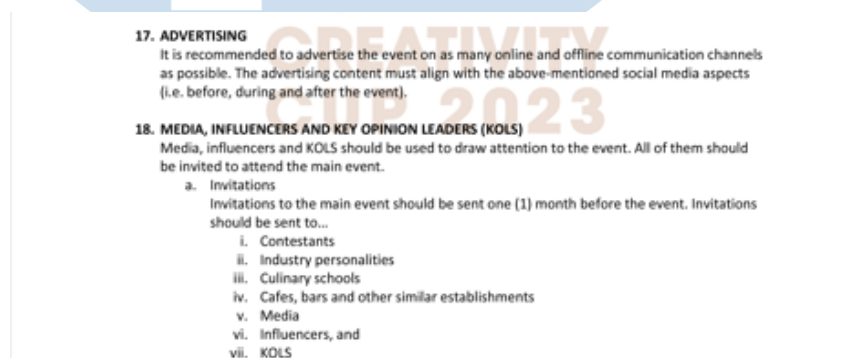 CREATIVITY
CUP 2023
17. ADVERTISING
It is recommended to advertise the event on as many online and offline communication channels
as possible. The advertising content must align with the above-mentioned social media aspects
(i.e. before, during and after the event).
18. MEDIA, INFLUENCERS AND KEY OPINION LEADERS (KOLS)
Media, influencers and KOLS should be used to draw attention to the event. All of them should
be invited to attend the main event.
a. Invitations
Invitations to the main event should be sent one (1) month before the event. Invitations
should be sent to...
i. Contestants
ii. Industry personalities
iii. Culinary schools
iv. Cafes, bars and other similar establishments
v. Media
vi. Influencers, and
vii. KOLS